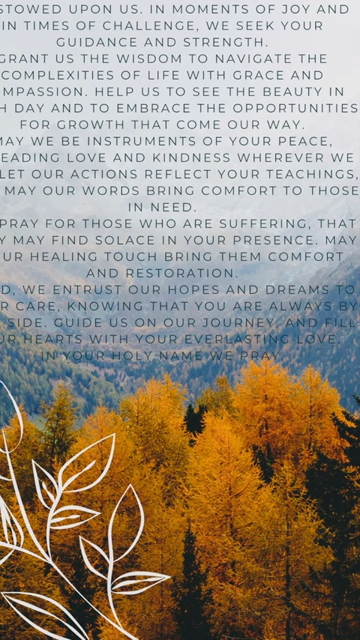 STOWED UPON US. IN MOMENTS OF JOY AND
IN TIMES OF CHALLENGE, WE SEEK YOUR
GUIDANCE AND STRENGTH.
GRANT US THE WISDOM TO NAVIGATE THE
COMPLEXITIES OF LIFE WITH GRACE AND
MPASSION. HELP US TO SEE THE BEAUTY IN
H DAY AND TO EMBRACE THE OPPORTUNITIES
FOR GROWTH THAT COME OUR WAY.
MAY WE BE INSTRUMENTS OF YOUR PEACE,
EADING LOVE AND KINDNESS WHEREVER WE
LET OUR ACTIONS REFLECT YOUR TEACHINGS,
MAY OUR WORDS BRING COMFORT TO THOSE
IN NEED.
PRAY FOR THOSE WHO ARE SUFFERING, THAT
Y MAY FIND SOLACE IN YOUR PRESENCE. MAY
UR HEALING TOUCH BRING THEM COMFORT
AND RESTORATION.
D, WE ENTRUST OUR HOPES AND DREAMS TO
R CARE, KNOWING THAT YOU ARE ALWAYS BY
SIDE. GUIDE US ON OUR JOURNEY, AND FILL
UR HEARTS WITH YOUR EVERLASTING LOVE.
IN YOUR HOLY NAME WE PRAY